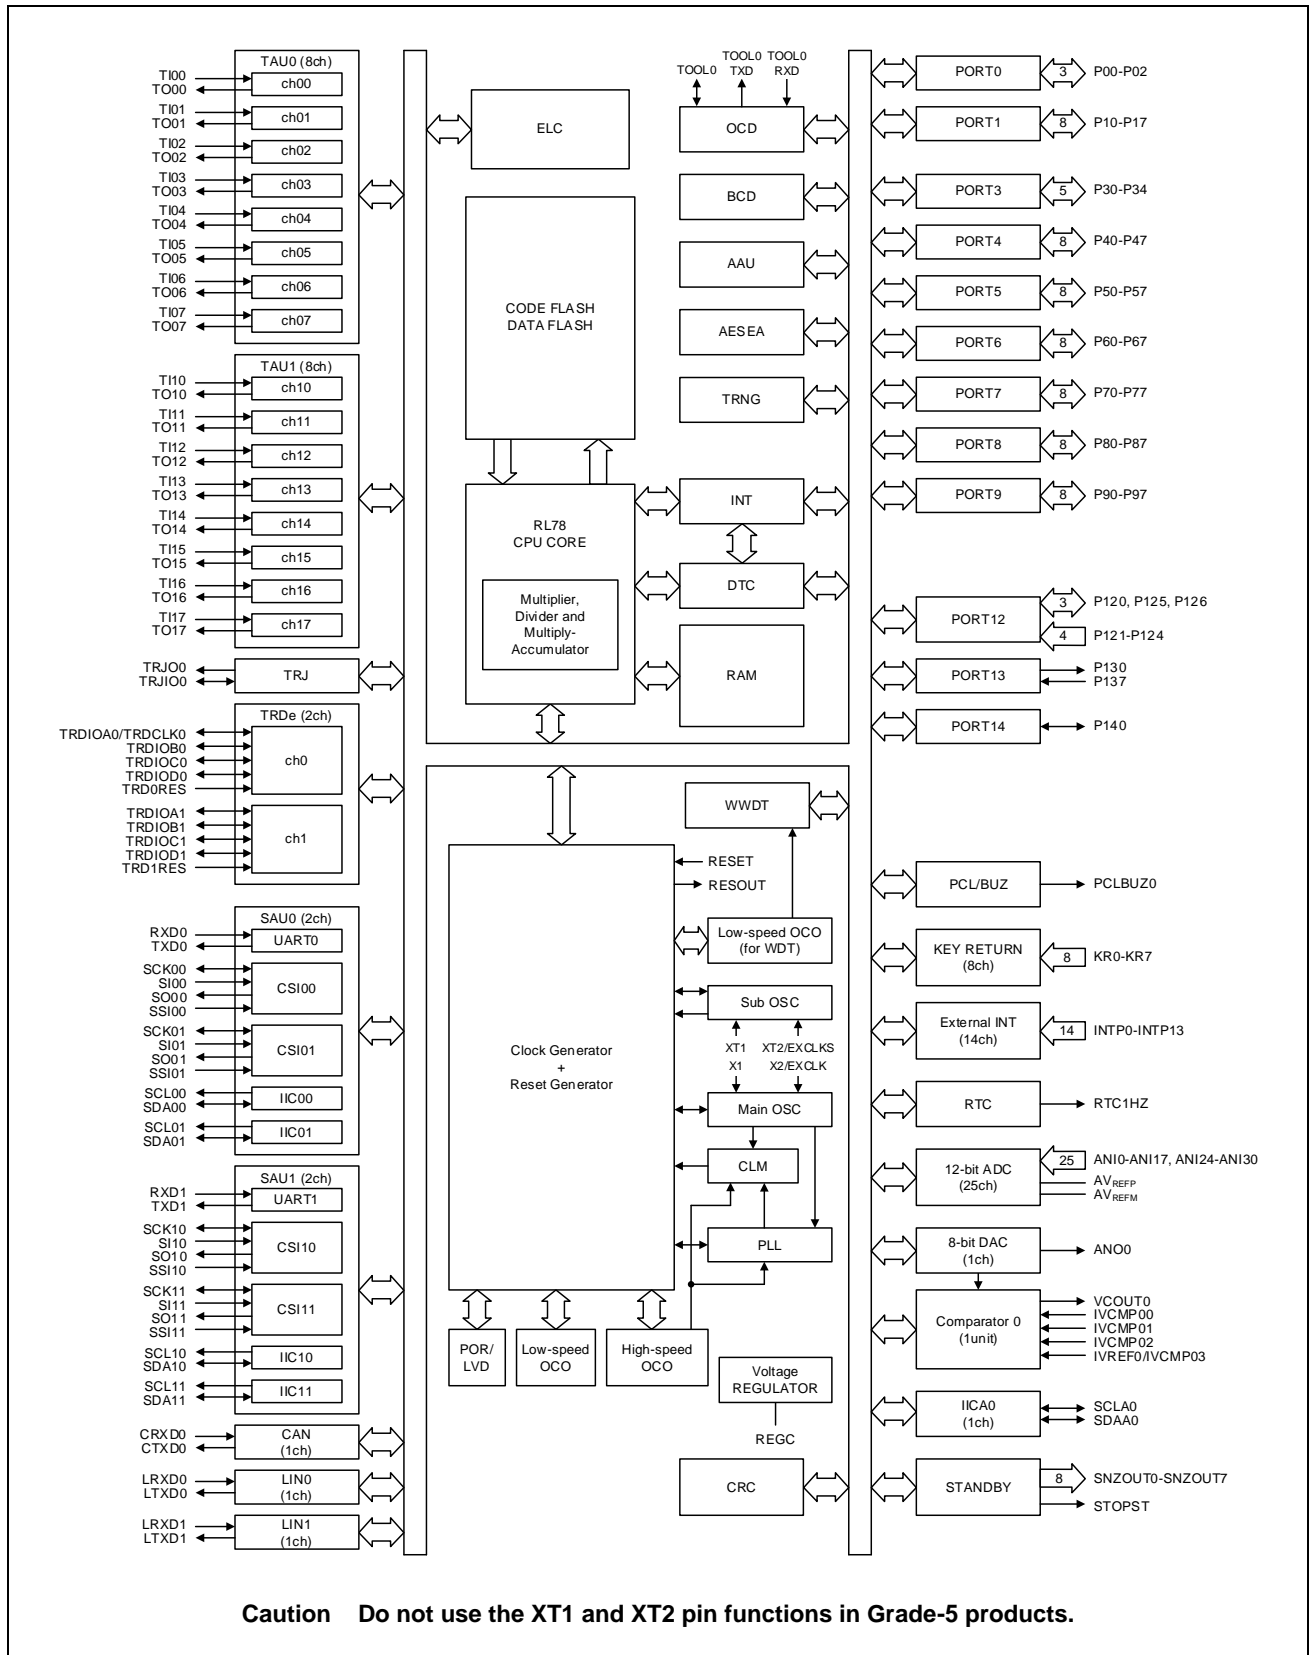 TAU0 (8ch)
TI00
TO00
ch00
TI01
TO01
ch01
TI02
TO02
ch02
TI03
TO03
ch03
TI04
TO04
ch04
TI05
TO05
ch05
TI06
TO06
ch06
TI07
TO07
ch07
TAU1 (8ch)
TI10
TO10
ch10
TI11
TO11
ch11
TI12
TO12
ch12
TI13
TO13
ch13
TI14
TO14
ch14
TI15
TO15
ch15
TI16
TO16
ch16
TI17
TO17
ch17
TRJO0
TRJIO0
TRJ
TRDe (2ch)
TRDIOA0/TRDCLK0
TRDIOB0
TRDIOC0
TRDIOD0
TRD0RES
ch0
TRDIOA1
TRDIOB1
TRDIOC1
TRDIOD1
TRD1RES
ch1
SAU0 (2ch)
RXD0
TXD0
UART0
SCK00
SI00
SO00
SSI00
CSI00
SCK01
SI01
SO01
SSI01
CSI01
SCL00
SDA00
IIC00
SCL01
SDA01
IIC01
SAU1 (2ch)
RXD1
TXD1
UART1
SCK10
SI10
SO10
SSI10
CSI10
SCK11
SI11
SO11
SSI11
CSI11
SCL10
SDA10
IIC10
SCL11
SDA11
IIC11
CRXD0
CTXD0
CAN
(1ch)
LRXD0
LTXD0
LIN0
(1ch)
LRXD1
LTXD1
LIN1
(1ch)
ELC
CODE FLASH
DATA FLASH
RL78
CPU CORE
Multiplier,
Divider and
Multiply-
Accumulator
TOOL0
TOOL0
TXD
TOOL0
RXD
OCD
BCD
AAU
AESEA
TRNG
INT
DTC
RAM
WWDT
RESET
RESOUT
Low-speed OCO
(for WDT)
Sub OSC
XT1 XT2/EXCLKS
X1 X2/EXCLK
Main OSC
CLM
PLL
Clock Generator
+
Reset Generator
POR/
LVD
Low-speed
OCO
High-speed
OCO
Voltage
REGULATOR
REGC
CRC
PORT0
3
P00-P02
PORT1
8
P10-P17
PORT3
5
P30-P34
PORT4
8
P40-P47
PORT5
8
P50-P57
PORT6
8
P60-P67
PORT7
8
P70-P77
PORT8
8
P80-P87
PORT9
8
P90-P97
PORT12
3
P120, P125, P126
4
P121-P124
PORT13
P130
P137
PORT14
P140
PCL/BUZ
PCLBUZ0
KEY RETURN
(8ch)
8
KR0-KR7
External INT
(14ch)
14
INTP0-INTP13
RTC
RTC1HZ
12-bit ADC
(25ch)
25
ANI0-ANI17, ANI24-ANI30
AVREFP
AVREFM
8-bit DAC
(1ch)
ANO0
Comparator 0
(1unit)
VCOUT0
IVCMP00
IVCMP01
IVCMP02
IVREF0/IVCMP03
IICA0
(1ch)
SCLA0
SDAA0
STANDBY
8
SNZOUT0-SNZOUT7
STOPST
Caution Do not use the XT1 and XT2 pin functions in Grade-5 products.